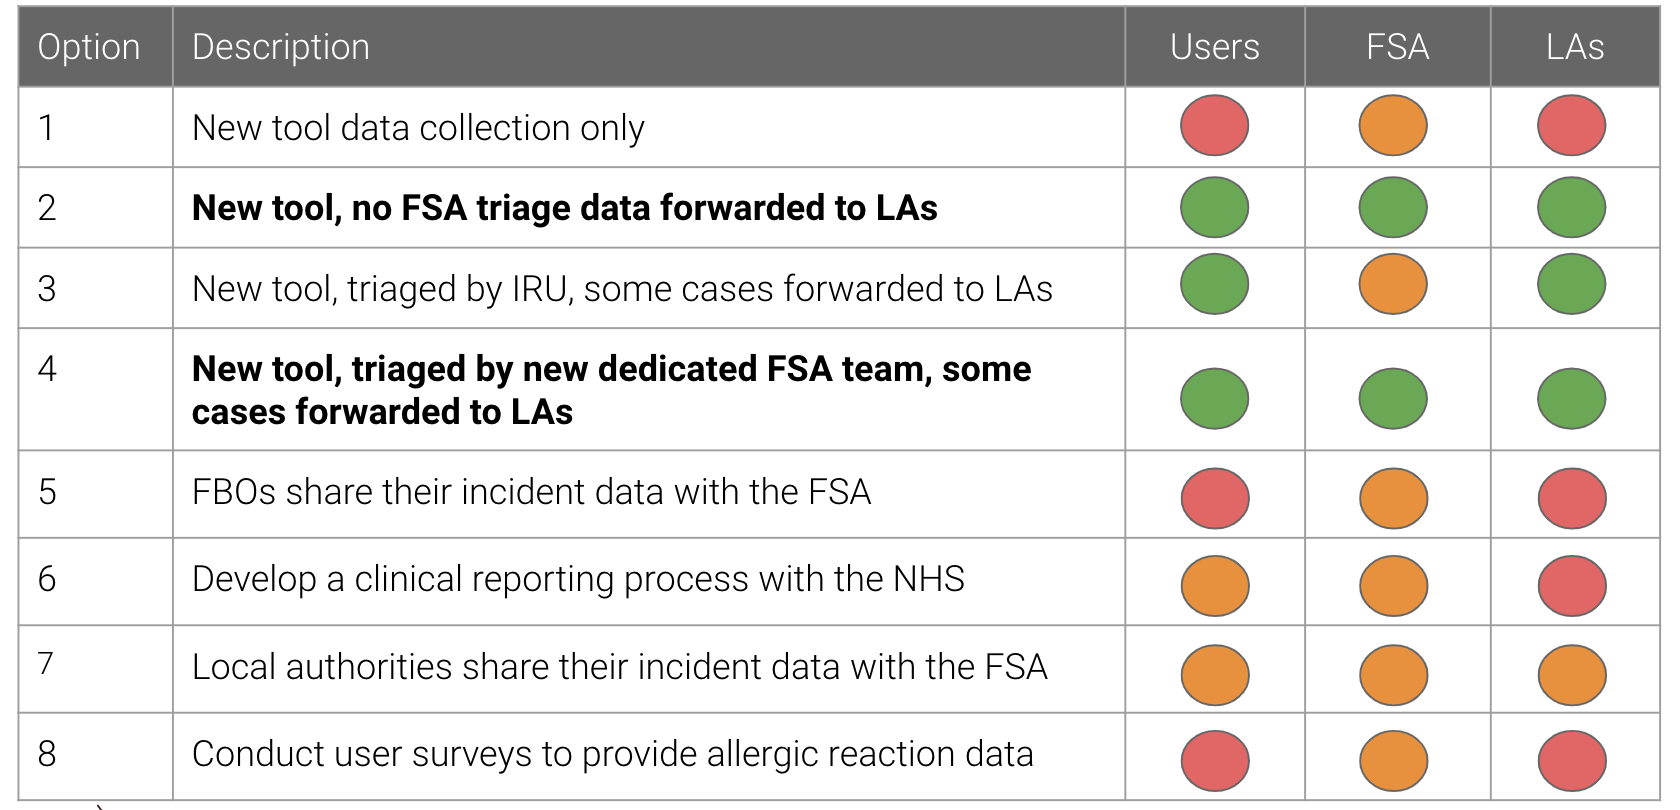 Option Description Users FSA LAs
1 New tool data collection only
2 New tool, no FSA triage data forwarded to LAs
3 New tool, triaged by IRU, some cases forwarded to LAs
4 New tool, triaged by new dedicated FSA team, some
cases forwarded to LAs
5 FBOs share their incident data with the FSA
6 Develop a clinical reporting process with the NHS
7 Local authorities share their incident data with the FSA
8 Conduct user surveys to provide allergic reaction data